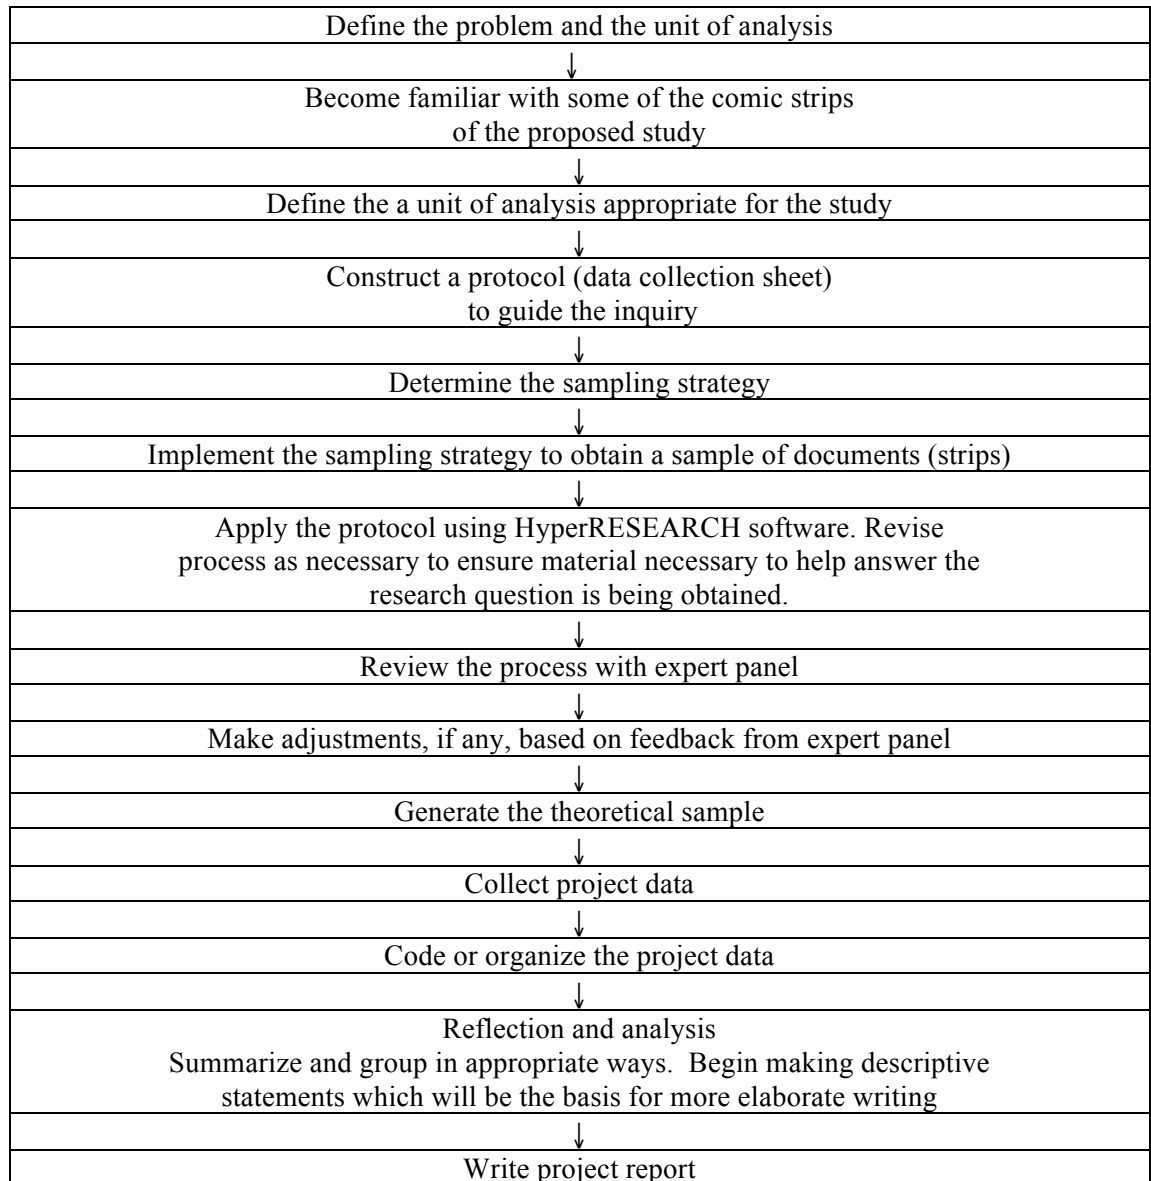 Define the problem and the unit of analysis
↓
Become familiar with some of the comic strips
of the proposed study
↓
Define the a unit of analysis appropriate for the study
↓
Construct a protocol (data collection sheet)
to guide the inquiry
↓
Determine the sampling strategy
↓
Implement the sampling strategy to obtain a sample of documents (strips)
↓
Apply the protocol using HyperRESEARCH software. Revise
process as necessary to ensure material necessary to help answer the
research question is being obtained.
↓
Review the process with expert panel
↓
Make adjustments, if any, based on feedback from expert panel
↓
Generate the theoretical sample
↓
Collect project data
↓
Code or organize the project data
↓
Reflection and analysis
Summarize and group in appropriate ways.  Begin making descriptive
statements which will be the basis for more elaborate writing
↓
Write project report